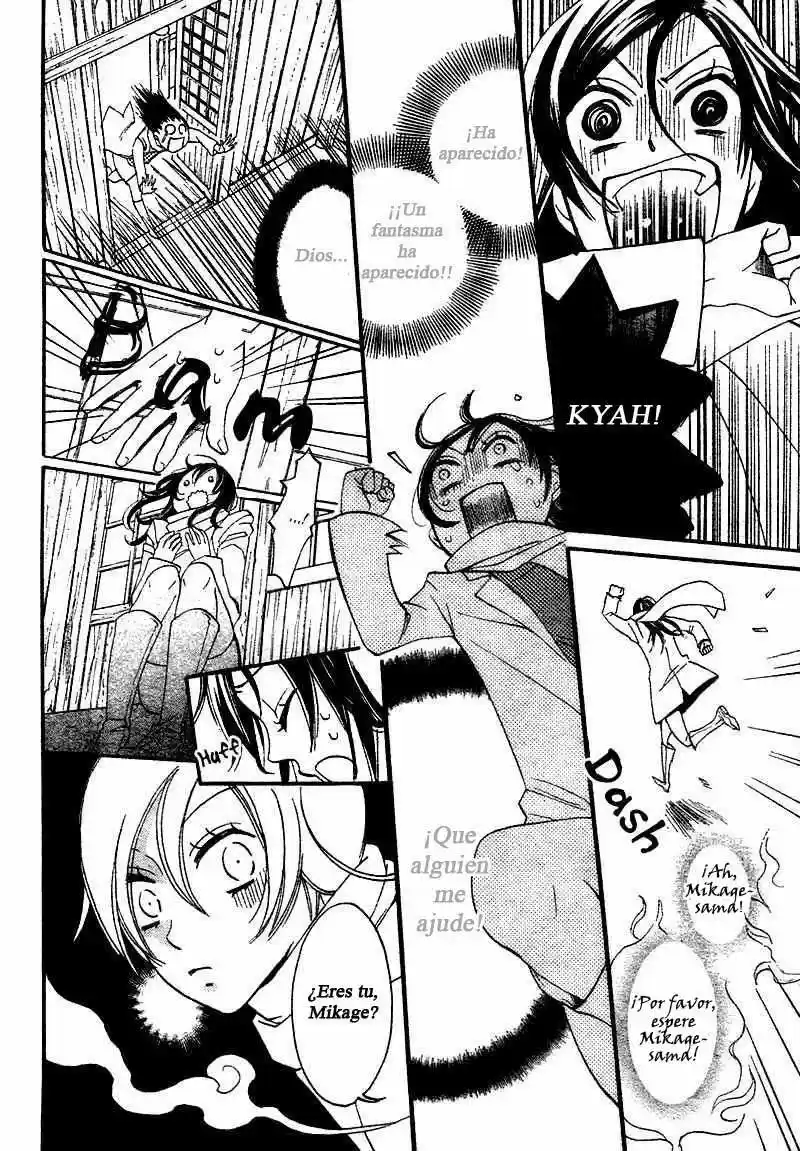 KYAH!
¡Ha
aparecido!
¡¡Un
fantasma
ha
aparecido!!
Dios...
¡Ah,
Mikage-
sama!
¡Por favor,
espere
Mikage-
sama!
Dash
¡Que
alguien
me
ajude!
Bam
...
Huff
¿Eres tu,
Mikage?